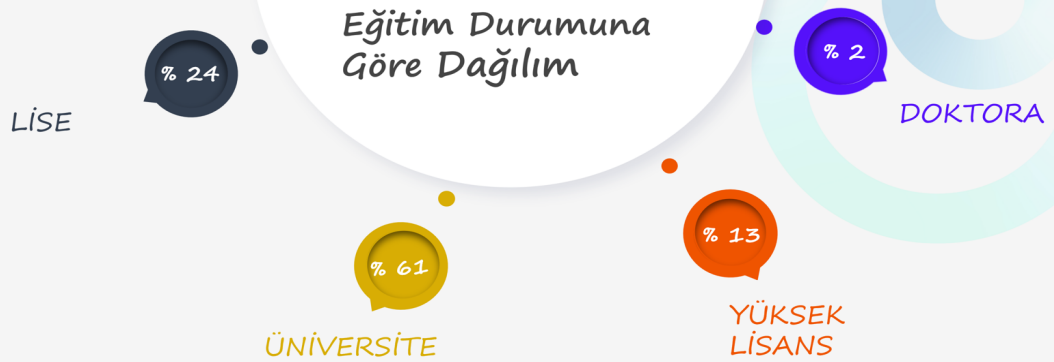 Eğitim Durumuna
Göre Dağılım
% 24
LİSE
% 61
ÜNİVERSİTE
% 13
YÜKSEK
LİSANS
% 2
DOKTORA